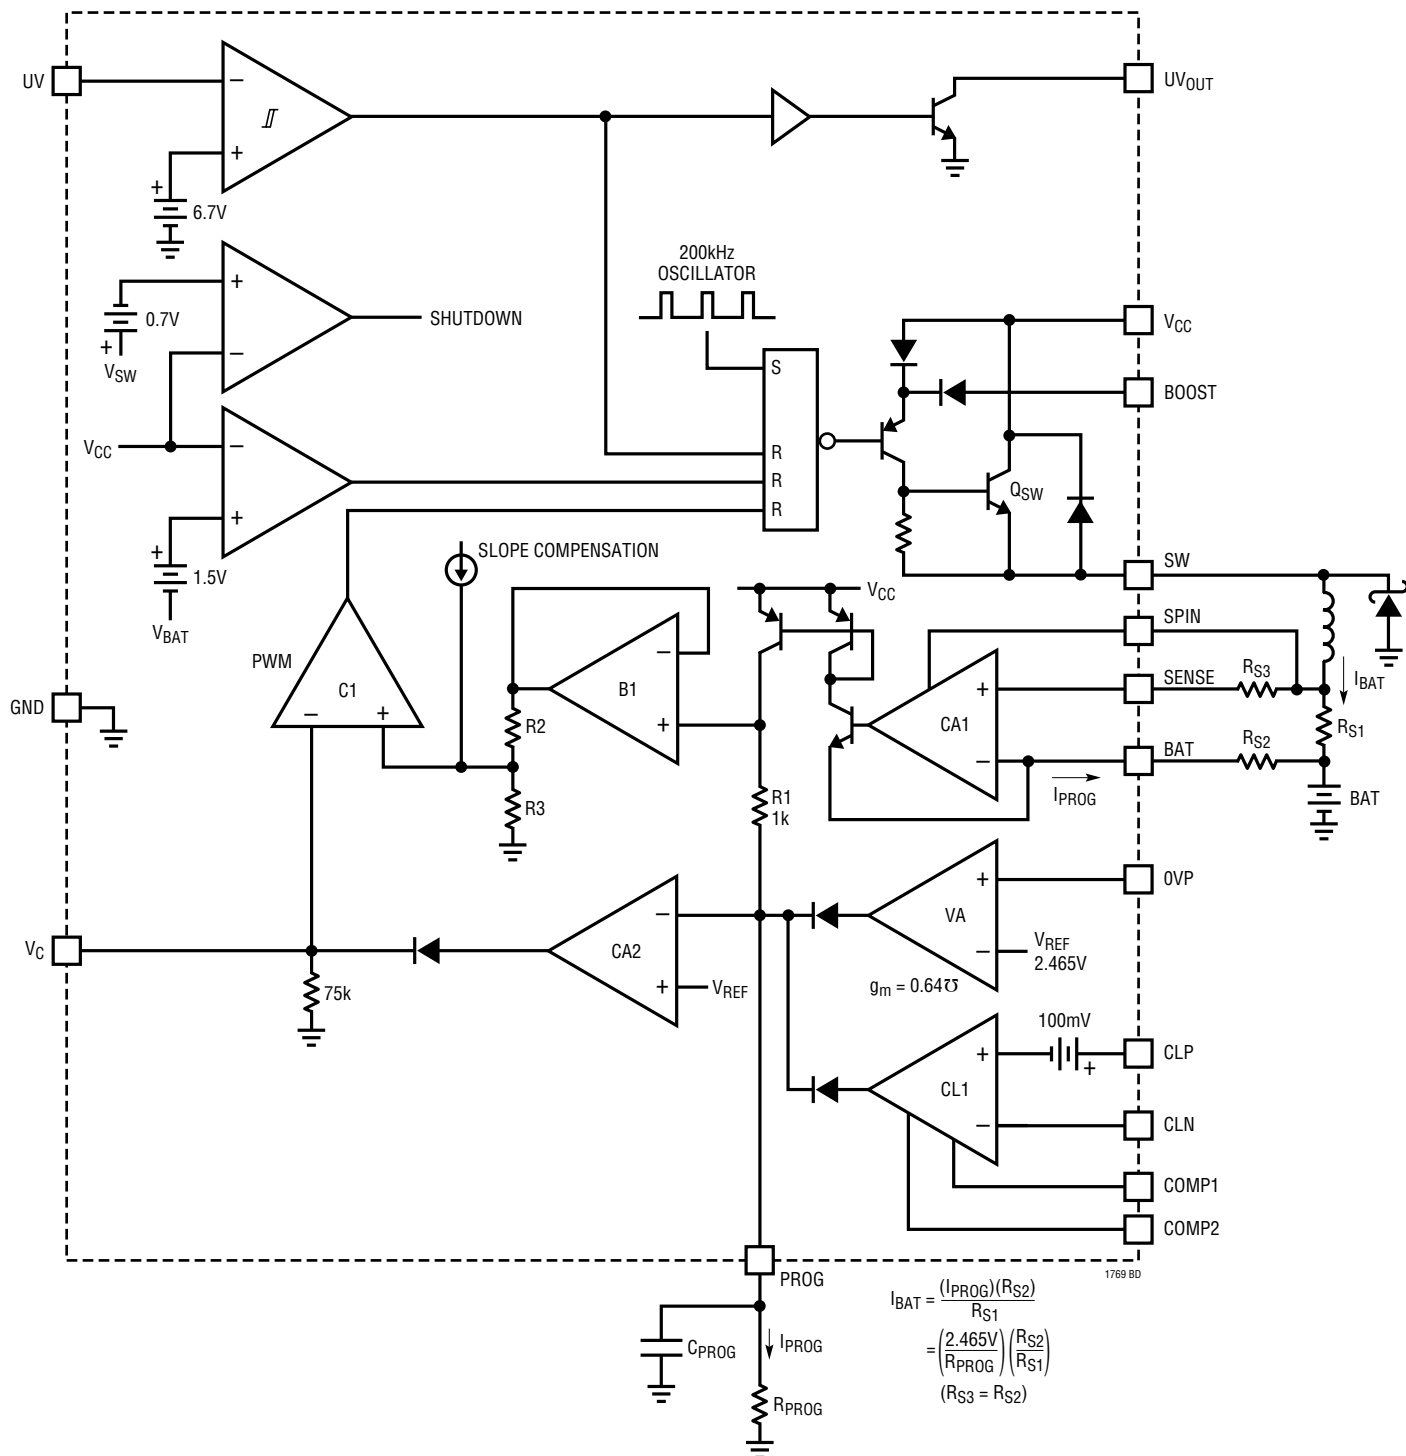 UV
−
+
+
6.7V
UVOUT
200kHz
OSCILLATOR
+
0.7V
+
VSW
−
SHUTDOWN
VCC
−
+
+
1.5V
VBAT
S
R
R
R
VCC
BOOST
QSW
SW
SLOPE COMPENSATION
VCC
SPIN
SENSE
RS3
IBAT
RS1
BAT
RS2
BAT
IPROG
PWM
C1
−
+
B1
−
+
R2
R3
CA1
+
−
R1
1k
GND
VC
75k
CA2
−
+
VREF
VA
+
−
VREF
2.465V
gm = 0.64℧
0VP
100mV
+
CL1
+
−
CLP
CLN
COMP1
COMP2
PROG
1769 BD
CPROG
IPROG
RPROG
IBAT = (IPROG)(RS2)
RS1
= (2.465V / RPROG) (RS2 / RS1)
(RS3 = RS2)